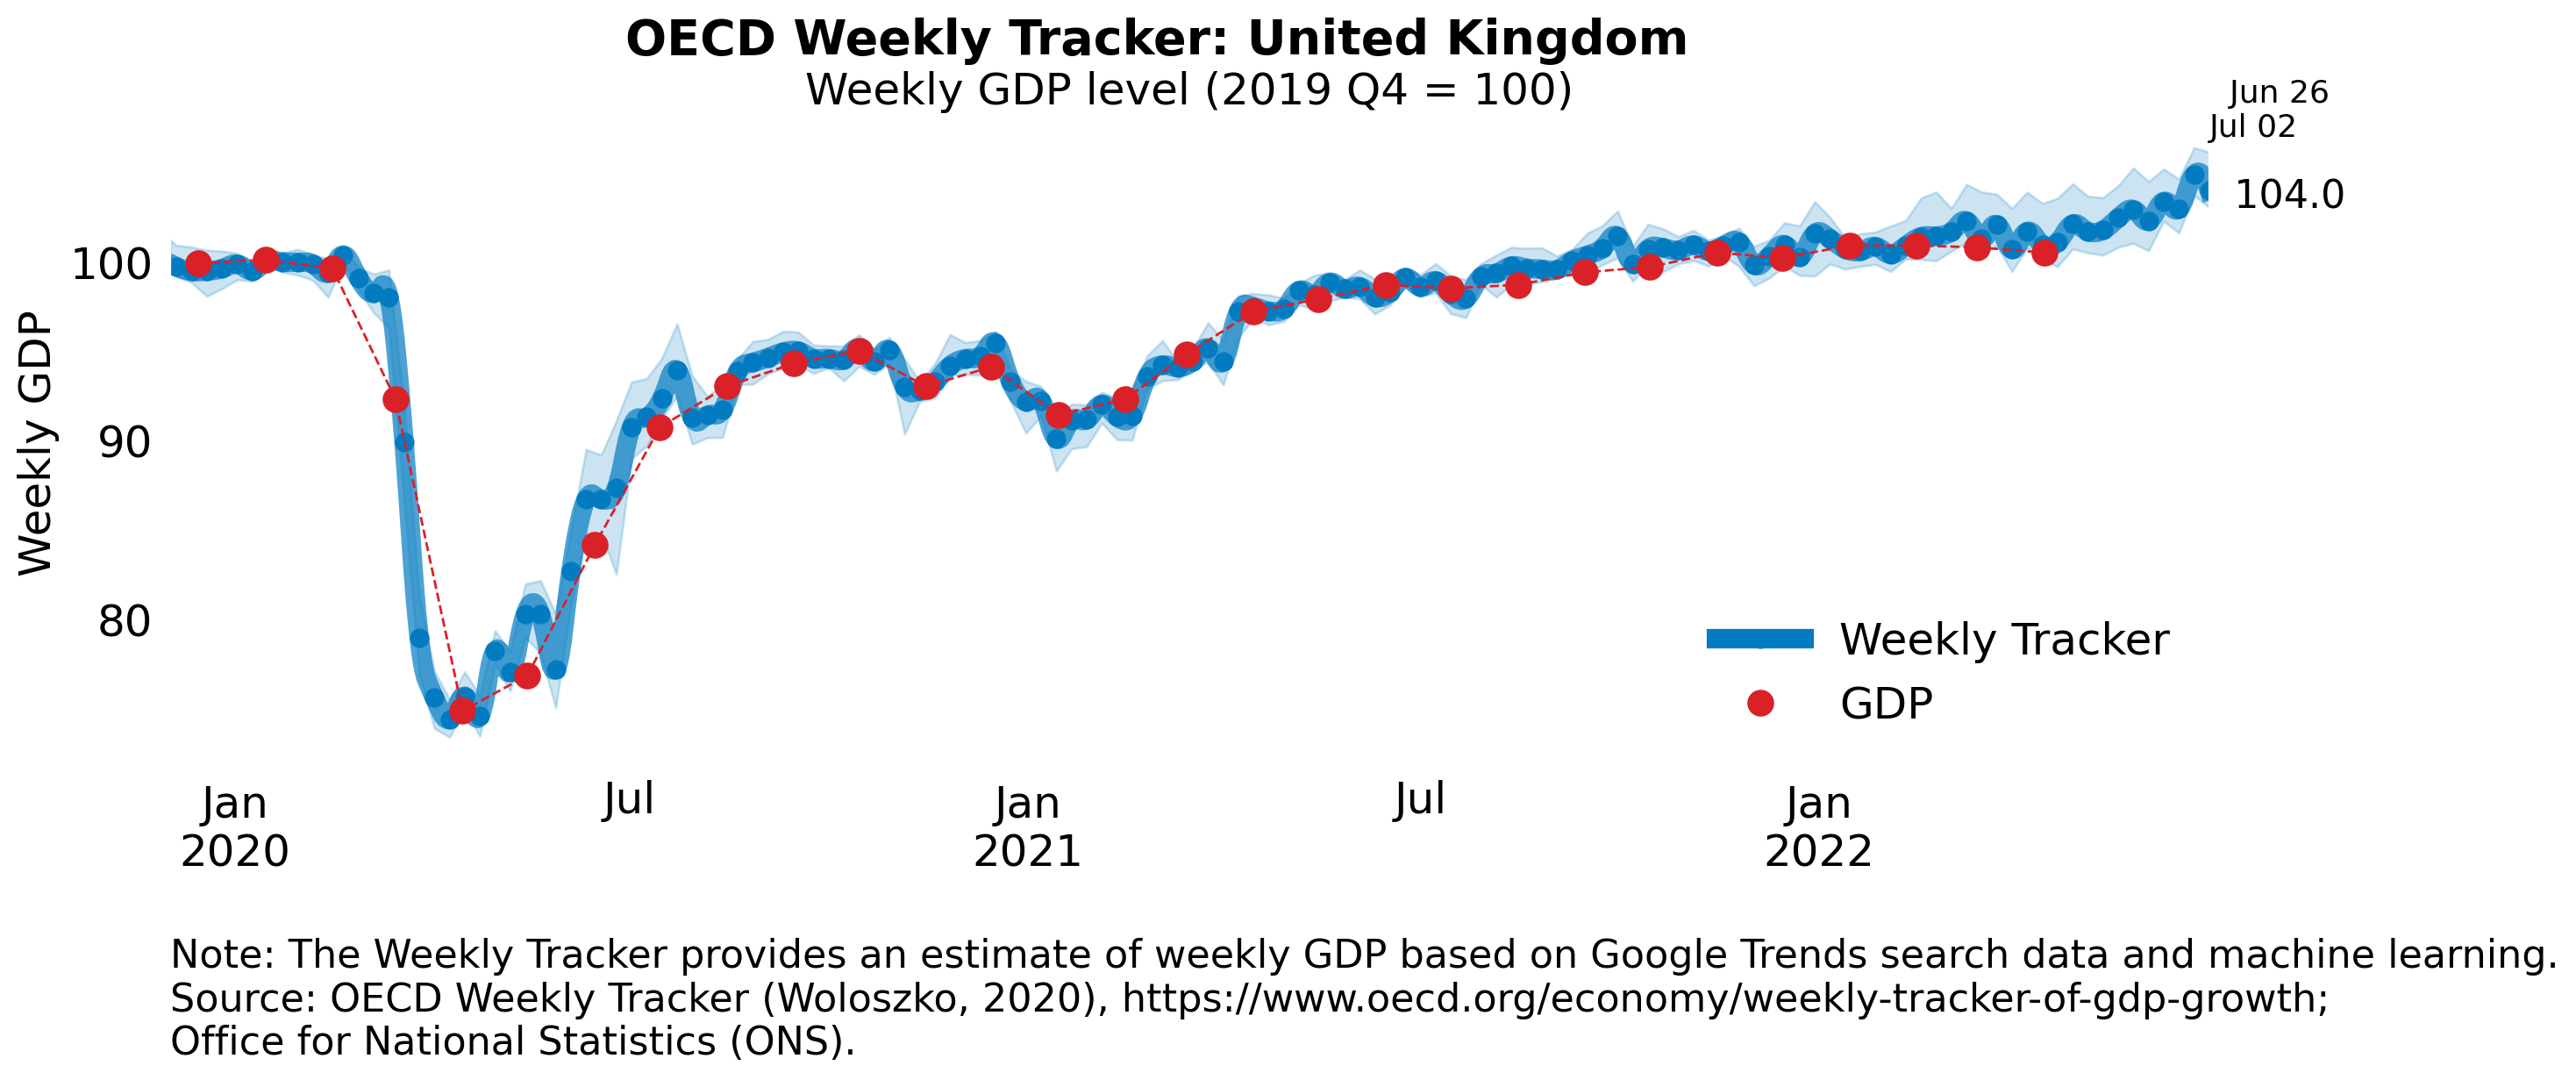 OECD Weekly Tracker: United Kingdom
Weekly GDP level (2019 Q4 = 100)
Jun 26
Jul 02
104.0
100
90
80
Weekly GDP
Weekly Tracker
GDP
Jan
2020
Jul
Jan
2021
Jul
Jan
2022
Note: The Weekly Tracker provides an estimate of weekly GDP based on Google Trends search data and machine learning.
Source: OECD Weekly Tracker (Woloszko, 2020), https://www.oecd.org/economy/weekly-tracker-of-gdp-growth;
Office for National Statistics (ONS).